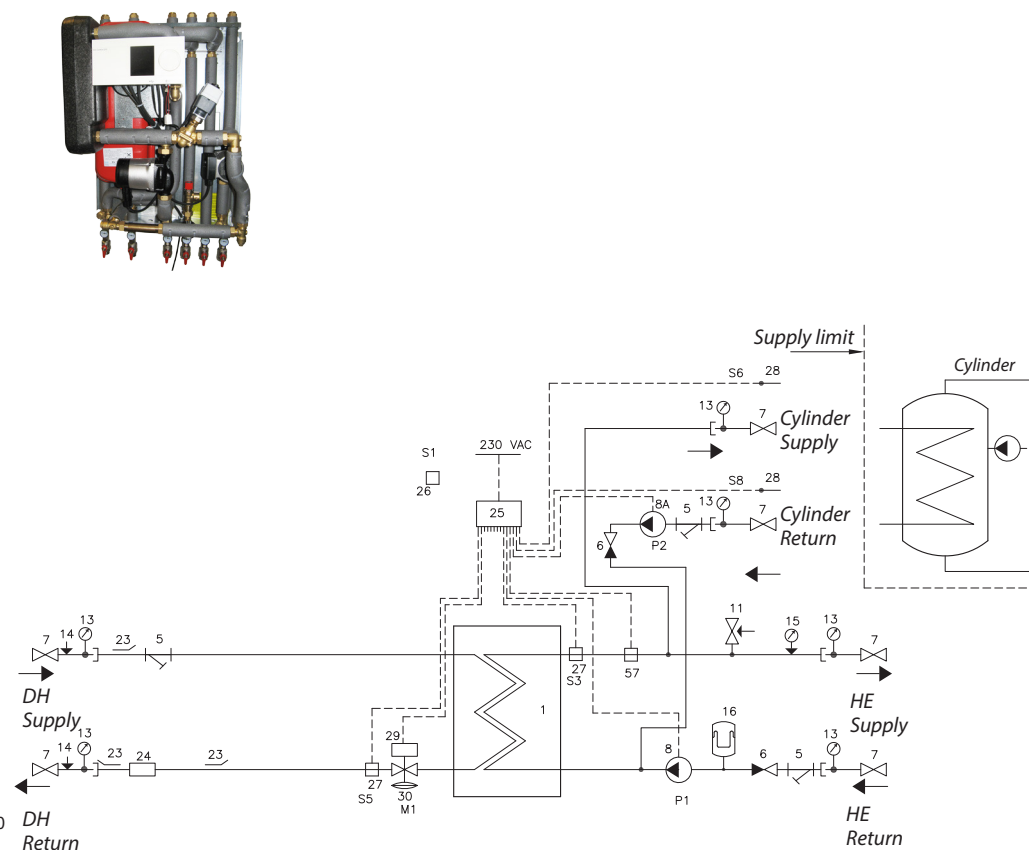 Supply limit
Cylinder
S6 28
13 7 Cylinder
Supply
S1 230 VAC
26
S8 28
25 8A 5 13 7 Cylinder
Return
6 P2
11
7 14 13 23 5 15 13 7
27 57
S3
1
DH
Supply
HE
Supply
16
7 14 13 23 24 23 29 8 6 5 13 7
27
S5 30
M1
P1
0 DH
Return
HE
Return